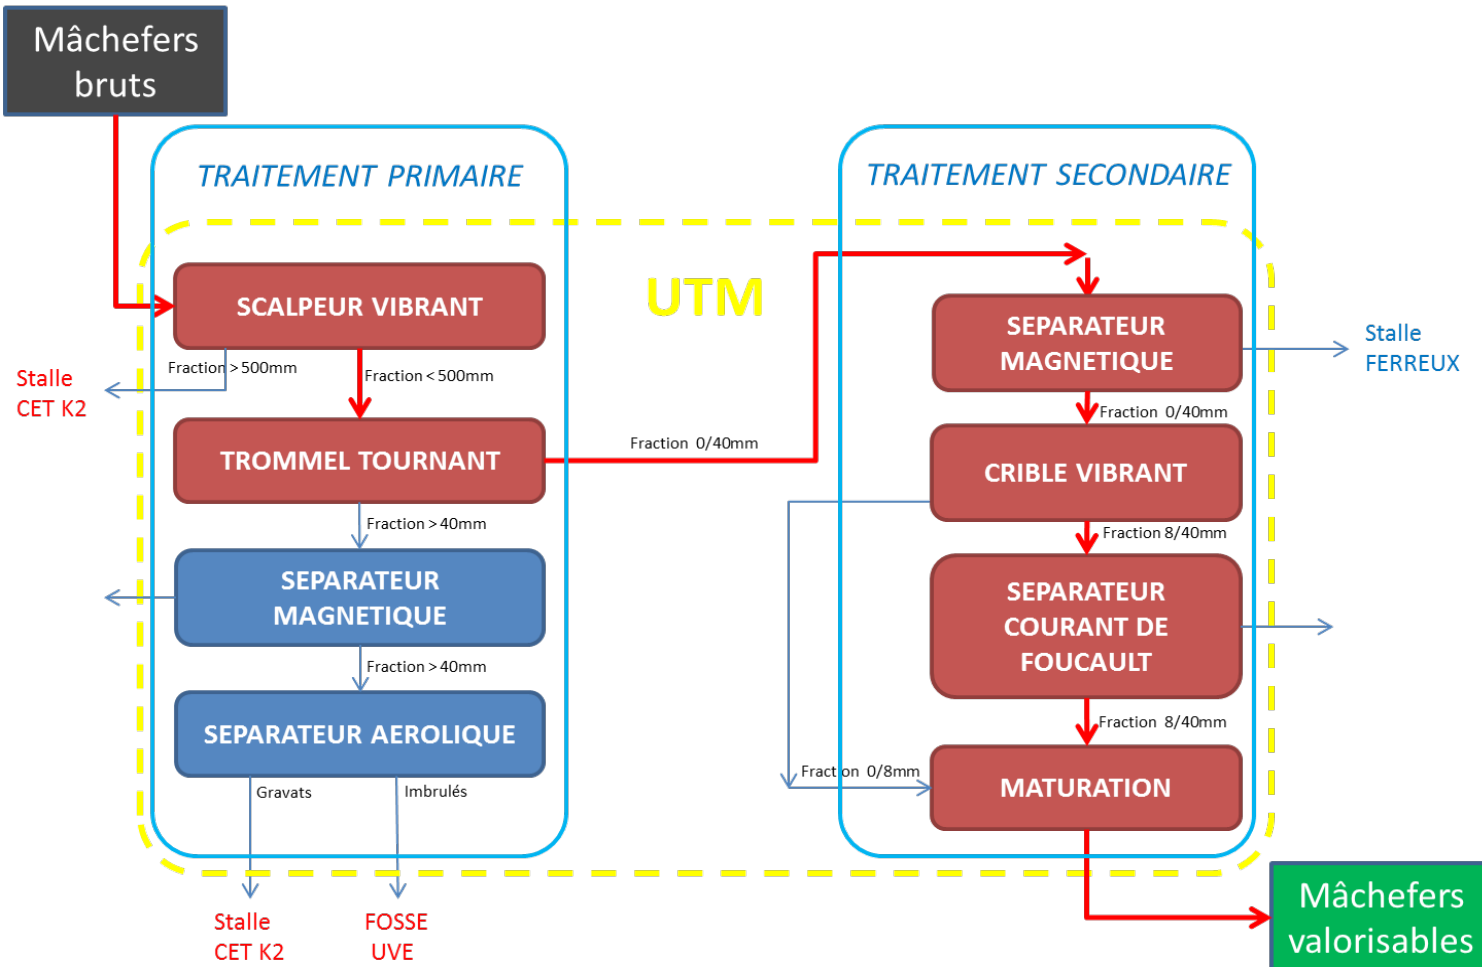 Mâchefers
bruts
TRAITEMENT PRIMAIRE
SCALPEUR VIBRANT
Fraction > 500mm
Fraction < 500mm
Stalle
CET K2
TROMMEL TOURNANT
Fraction 0/40mm
Fraction > 40mm
SEPARATEUR
MAGNETIQUE
Fraction > 40mm
SEPARATEUR AEROLIQUE
Gravats
Imbrulés
Stalle
CET K2
FOSSE
UVE
UTM
TRAITEMENT SECONDAIRE
SEPARATEUR
MAGNETIQUE
Stalle
FERREUX
Fraction 0/40mm
CRIBLE VIBRANT
Fraction 8/40mm
SEPARATEUR
COURANT DE
FOUCAULT
Fraction 8/40mm
Fraction 0/8mm
MATURATION
Mâchefers
valorisables